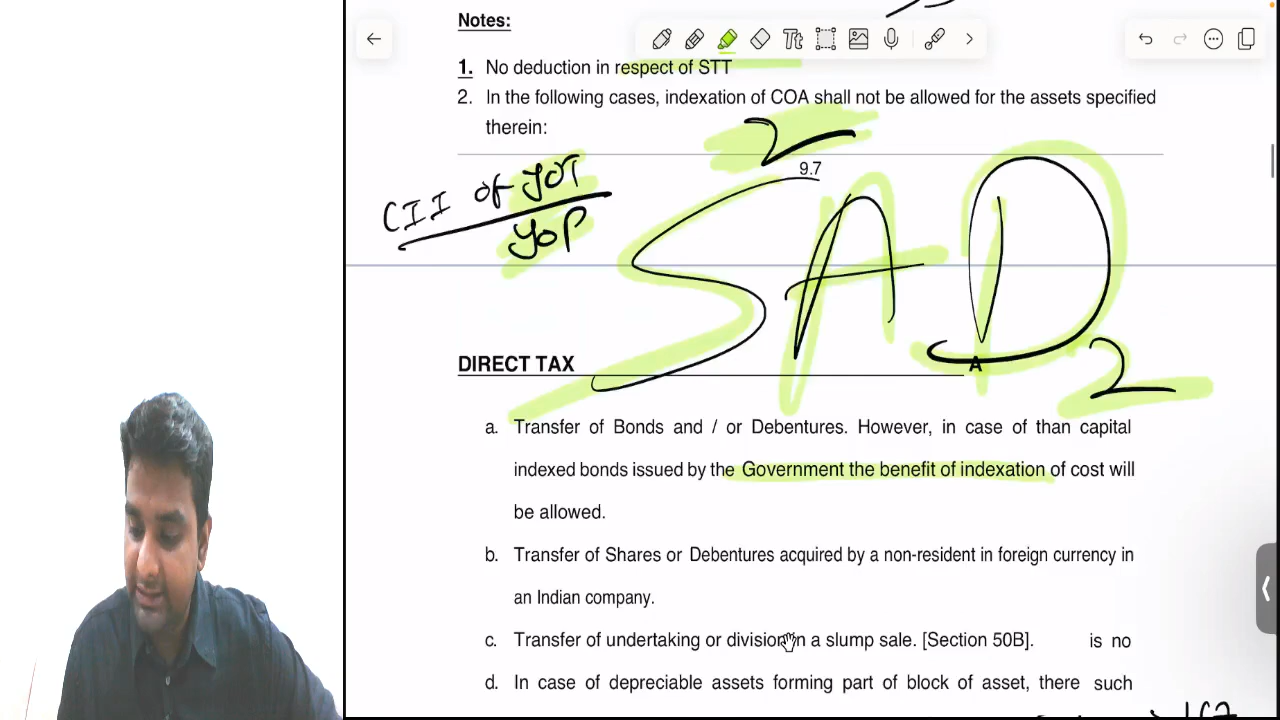 Notes:
Tt
1. No deduction in respect of STT
2. In the following cases, indexation of COA shall not be allowed for the assets specified
therein:
2
9.7
CII of YOT
YOP
SAD
2
DIRECT TAX A
a. Transfer of Bonds and / or Debentures. However, in case of than capital
indexed bonds issued by the Government the benefit of indexation of cost will
be allowed.
b. Transfer of Shares or Debentures acquired by a non-resident in foreign currency in
an Indian company.
c. Transfer of undertaking or division in a slump sale. [Section 50B]. is no
d. In case of depreciable assets forming part of block of asset, there such